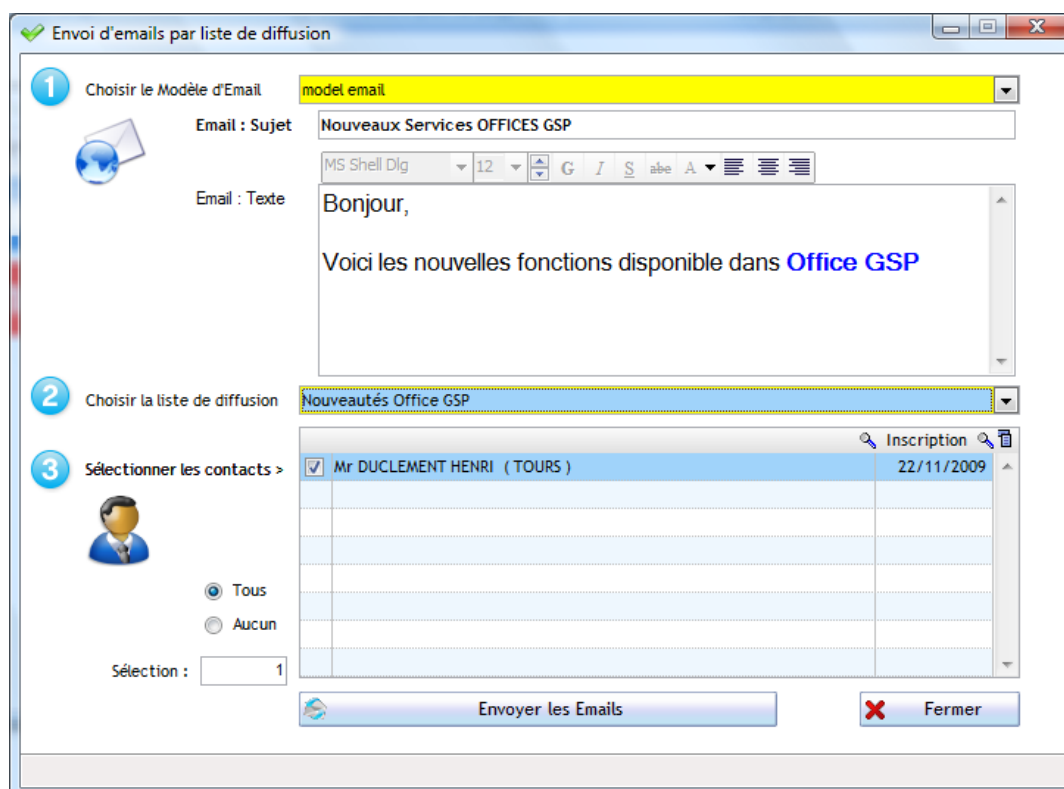 Envoi d'emails par liste de diffusion
1 Choisir le Modèle d'Email model email
Email : Sujet Nouveaux Services OFFICES GSP
MS Shell Dlg 12 G I S abe A
Email : Texte Bonjour,
Voici les nouvelles fonctions disponible dans Office GSP
2 Choisir la liste de diffusion Nouveautés Office GSP
Inscription
3 Sélectionner les contacts > Mr DUCLEMENT HENRI ( TOURS ) 22/11/2009
Tous
Aucun
Sélection : 1
Envoyer les Emails Fermer